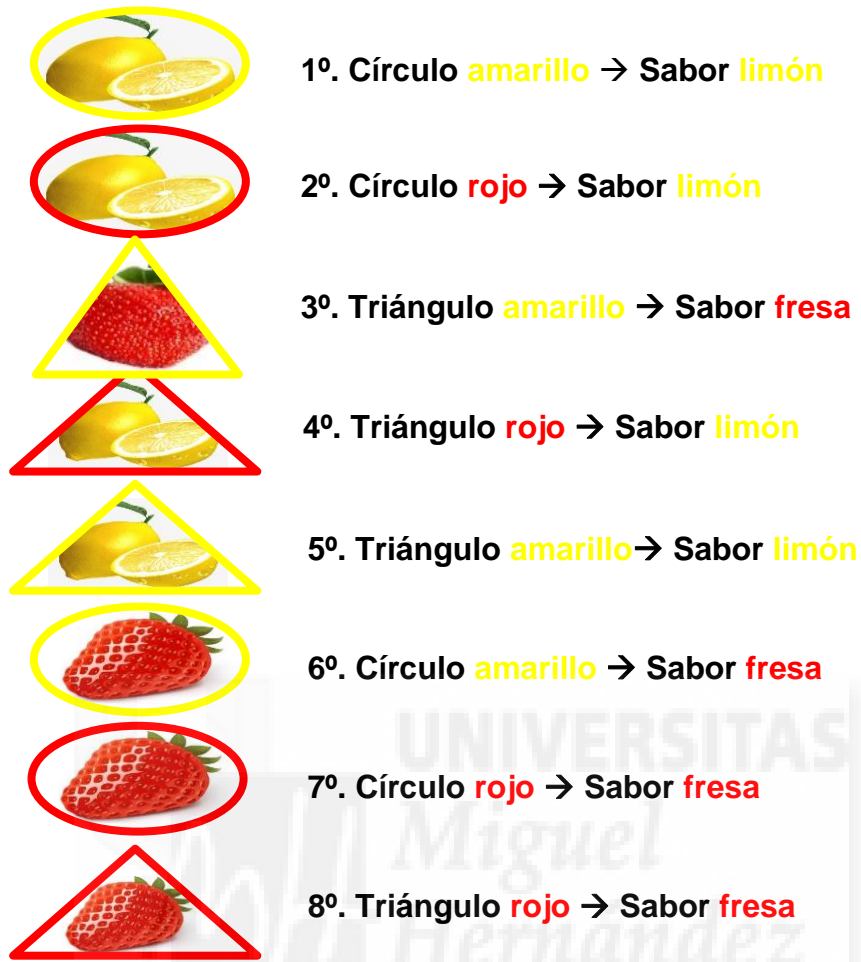 1º. Círculo amarillo → Sabor limón
2º. Círculo rojo → Sabor limón
3º. Triángulo amarillo → Sabor fresa
4º. Triángulo rojo → Sabor limón
5º. Triángulo amarillo→ Sabor limón
6º. Círculo amarillo → Sabor fresa
UNIVERSITAS
7º. Círculo rojo → Sabor fresa
Miguel
8º. Triángulo rojo → Sabor fresa
Hernández